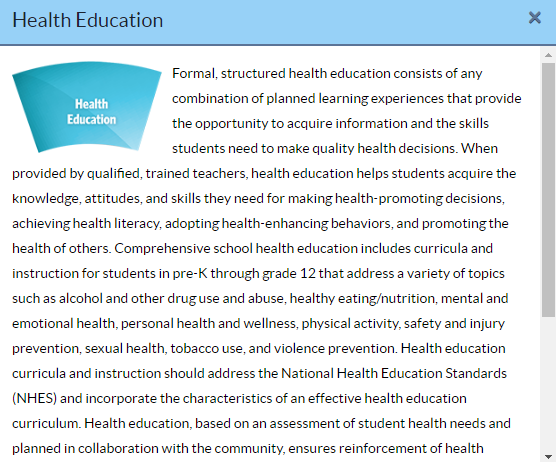 Health Education
Health
Education
Formal, structured health education consists of any
combination of planned learning experiences that provide
the opportunity to acquire information and the skills
students need to make quality health decisions. When
provided by qualified, trained teachers, health education helps students acquire the
knowledge, attitudes, and skills they need for making health-promoting decisions,
achieving health literacy, adopting health-enhancing behaviors, and promoting the
health of others. Comprehensive school health education includes curricula and
instruction for students in pre-K through grade 12 that address a variety of topics
such as alcohol and other drug use and abuse, healthy eating/nutrition, mental and
emotional health, personal health and wellness, physical activity, safety and injury
prevention, sexual health, tobacco use, and violence prevention. Health education
curricula and instruction should address the National Health Education Standards
(NHES) and incorporate the characteristics of an effective health education
curriculum. Health education, based on an assessment of student health needs and
planned in collaboration with the community, ensures reinforcement of health